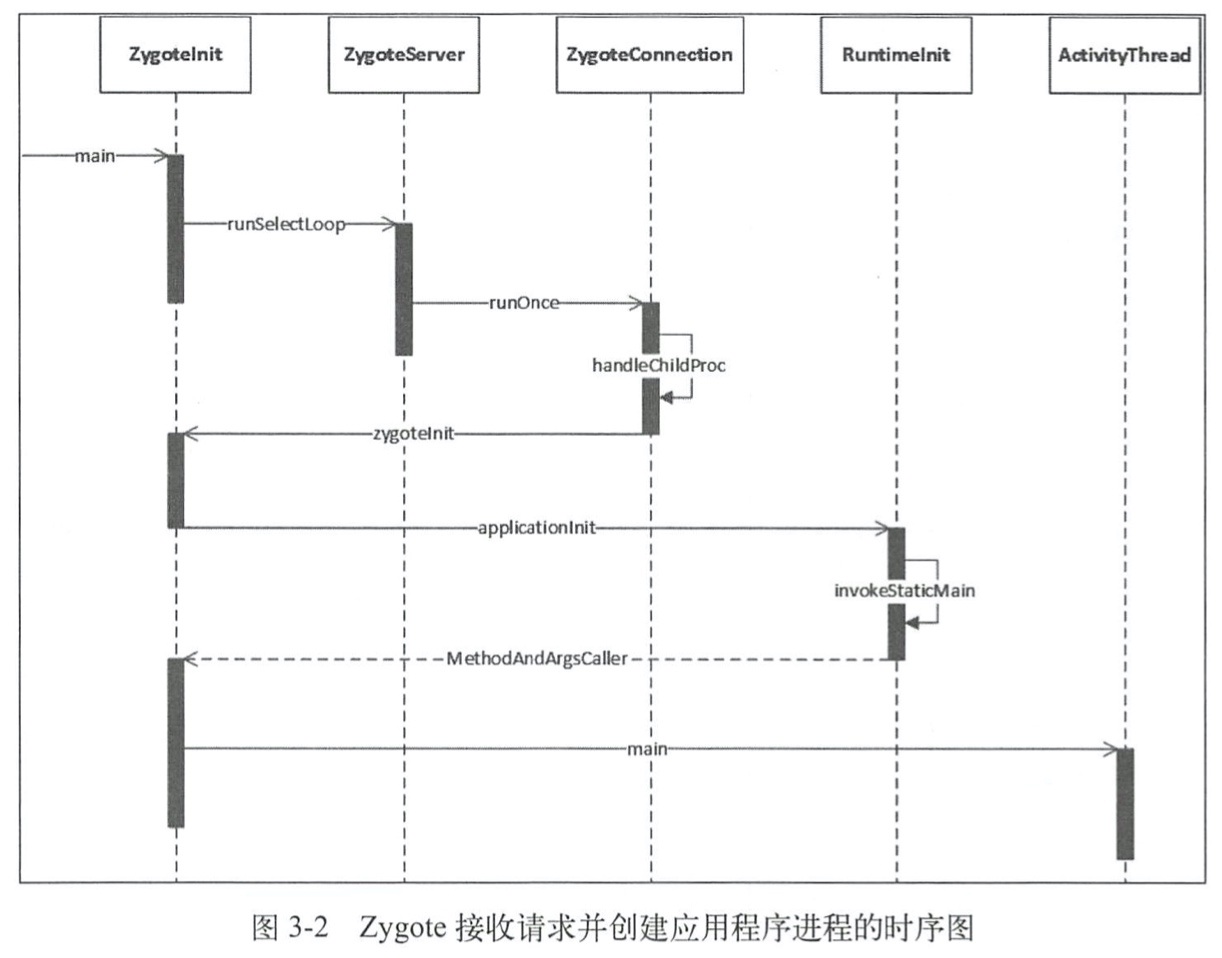 ZygoteInit
ZygoteServer
ZygoteConnection
RuntimeInit
ActivityThread
main
runSelectLoop
runOnce
handleChildProc
zygoteInit
applicationInit
invokeStaticMain
MethodAndArgsCaller
main
图 3-2 Zygote 接收请求并创建应用程序进程的时序图